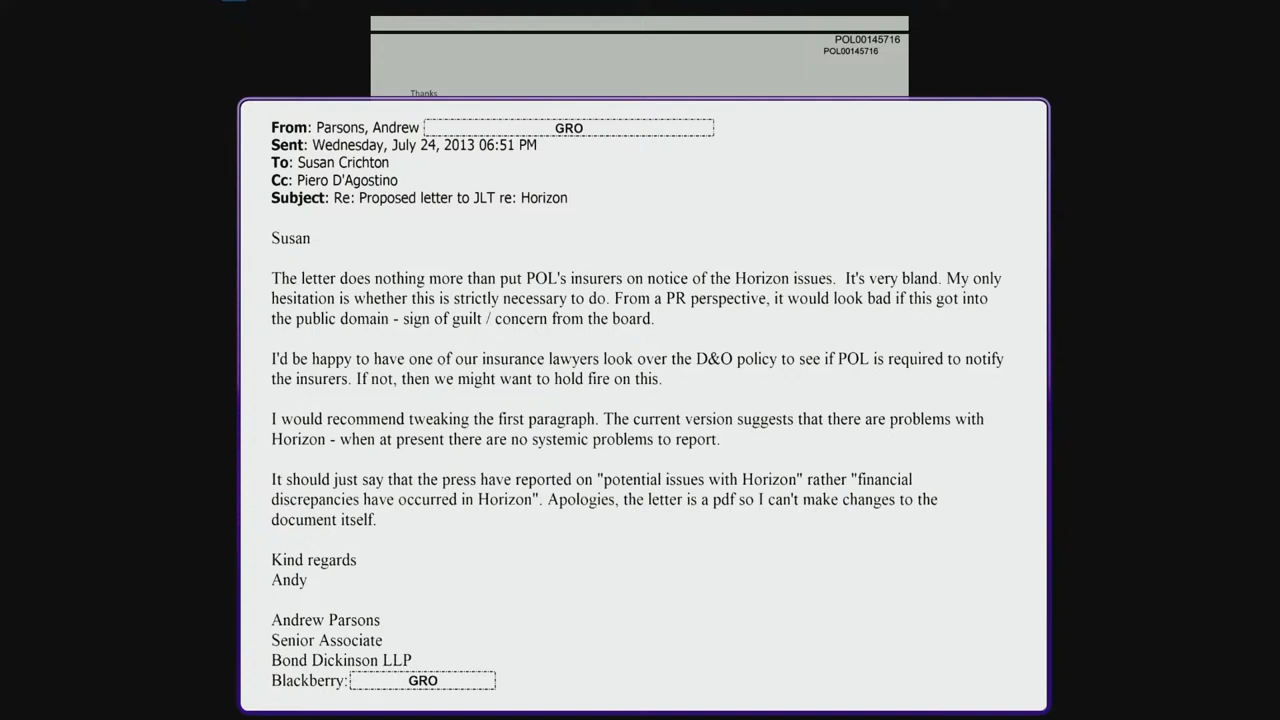 POL00145716
POL00145716
Thanks
From: Parsons, Andrew GRO
Sent: Wednesday, July 24, 2013 06:51 PM
To: Susan Crichton
Cc: Piero D'Agostino
Subject: Re: Proposed letter to JLT re: Horizon
Susan
The letter does nothing more than put POL's insurers on notice of the Horizon issues.  It's very bland.  My only
hesitation is whether this is strictly necessary to do. From a PR perspective, it would look bad if this got into
the public domain - sign of guilt / concern from the board.
I'd be happy to have one of our insurance lawyers look over the D&O policy to see if POL is required to notify
the insurers. If not, then we might want to hold fire on this.
I would recommend tweaking the first paragraph. The current version suggests that there are problems with
Horizon - when at present there are no systemic problems to report.
It should just say that the press have reported on "potential issues with Horizon" rather "financial
discrepancies have occurred in Horizon". Apologies, the letter is a pdf so I can't make changes to the
document itself.
Kind regards
Andy
Andrew Parsons
Senior Associate
Bond Dickinson LLP
Blackberry: GRO